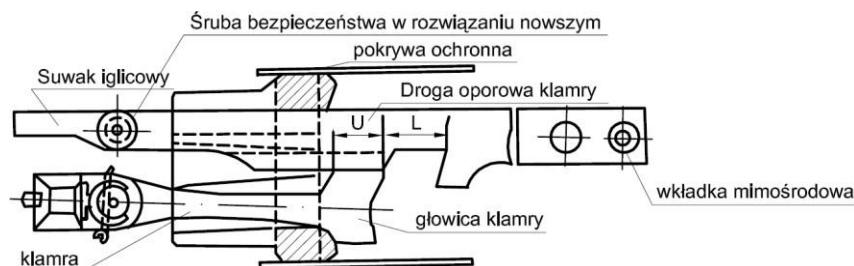 Śruba bezpieczeństwa w rozwiązaniu nowszym
pokrywa ochronna
Suwak iglicowy
Droga oporowa klamry
U L
wkładka mimośrodowa
głowica klamry
klamra